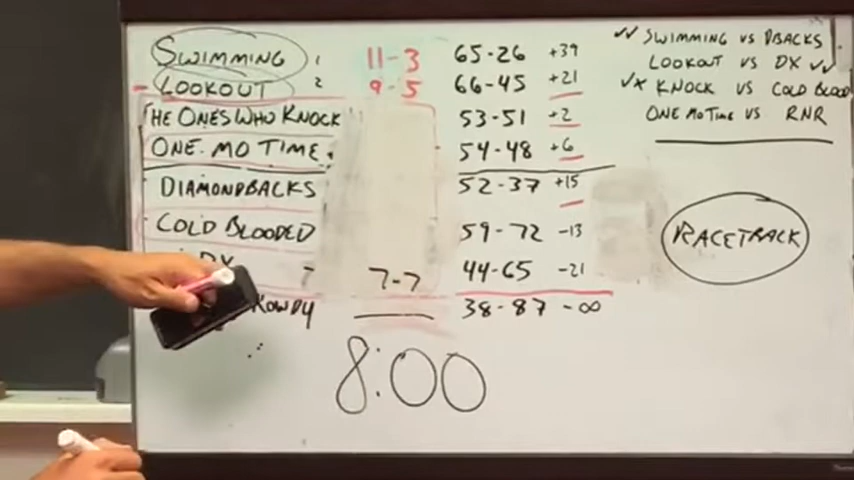 SWIMMING 1 11-3 65-26 +39
LOOKOUT 2 9-5 66-45 +21
THE ONES WHO KNOCK 53-51 +2
ONE MO TIME 54-48 +6
DIAMONDBACKS 52-37 +15
COLD BLOODED 59-72 -13
DX 7 7-7 44-65 -21
ROWDY 38-87 -∞
8:00
✓✓ SWIMMING VS DBACKS
LOOKOUT VS DX ✓✓
✓x KNOCK VS COLD BLOOD
ONE MO TIME VS RNR
RACETRACK